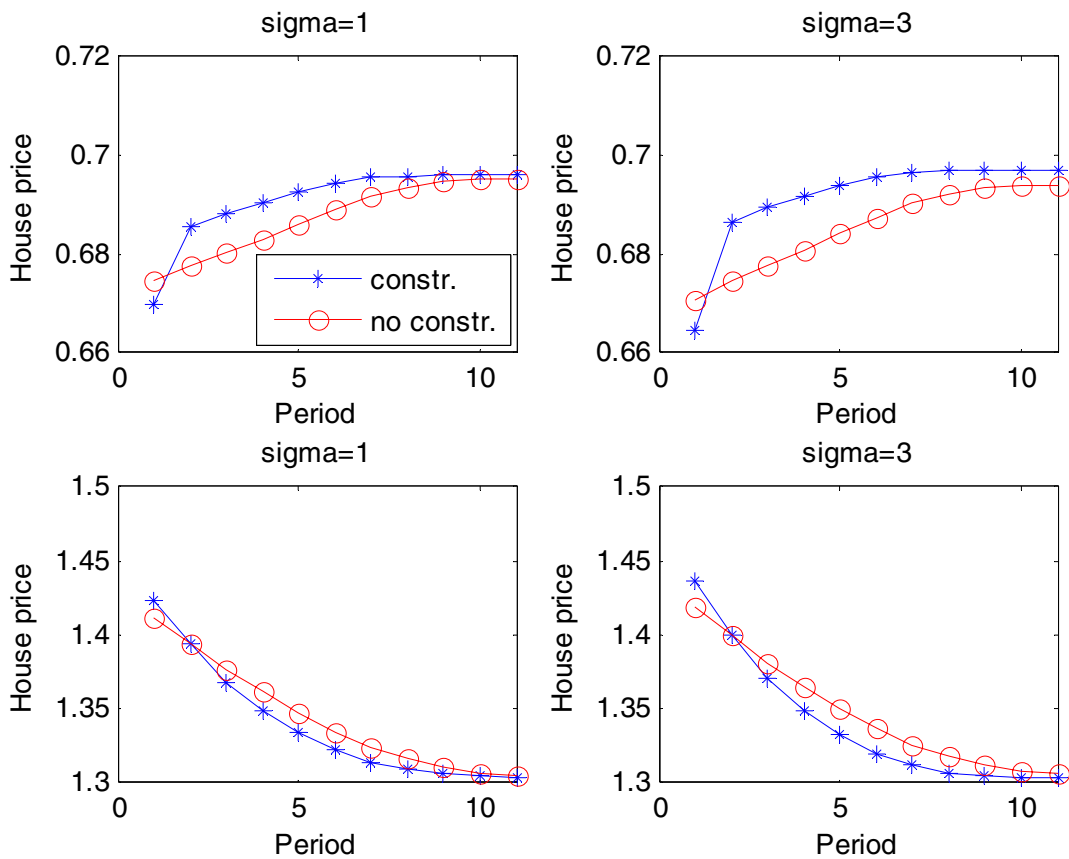 sigma=1
0.72
0.7
0.68
0.66
House price
0
5
10
Period
constr.
no constr.
sigma=3
0.72
0.7
0.68
0.66
House price
0
5
10
Period
sigma=1
1.5
1.45
1.4
1.35
1.3
House price
0
5
10
Period
sigma=3
1.5
1.45
1.4
1.35
1.3
House price
0
5
10
Period